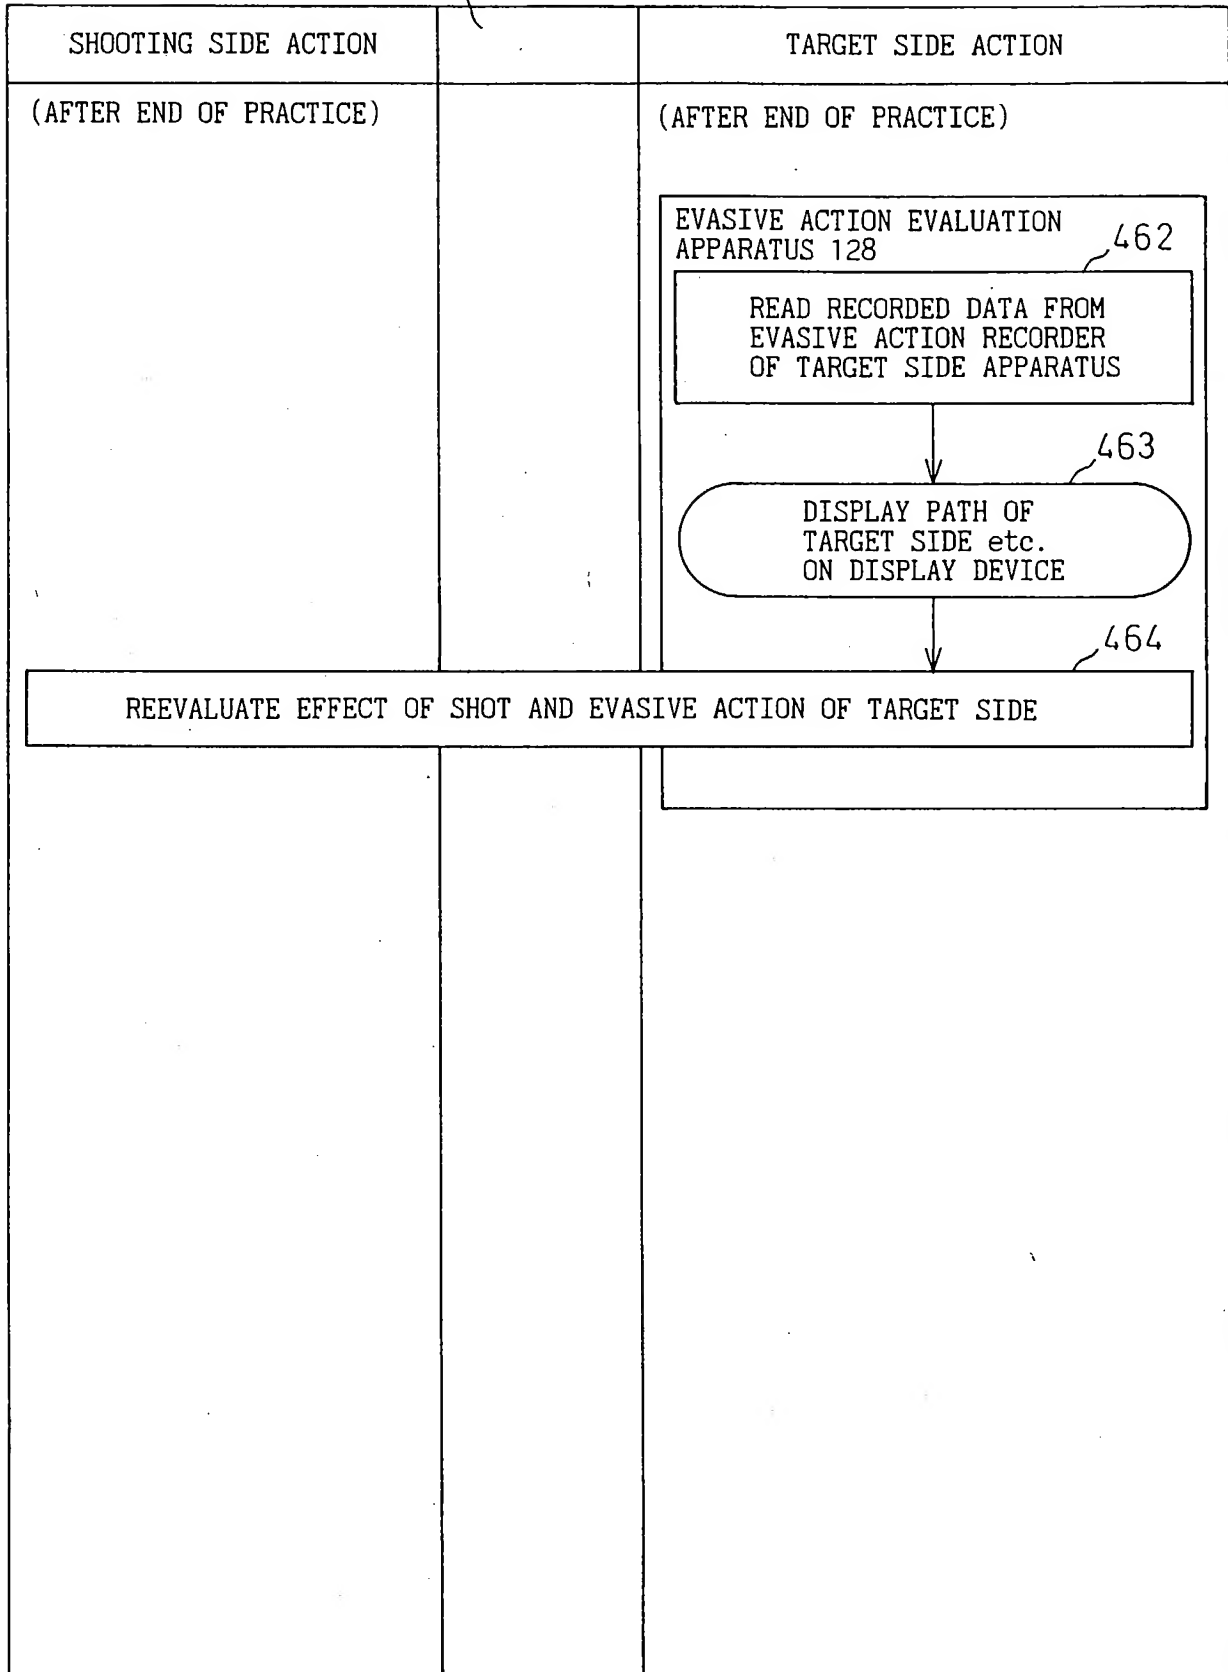 SHOOTING SIDE ACTION
TARGET SIDE ACTION
(AFTER END OF PRACTICE)
(AFTER END OF PRACTICE)
EVASIVE ACTION EVALUATION
APPARATUS 128
462
READ RECORDED DATA FROM
EVASIVE ACTION RECORDER
OF TARGET SIDE APPARATUS
463
DISPLAY PATH OF
TARGET SIDE etc.
ON DISPLAY DEVICE
464
REEVALUATE EFFECT OF SHOT AND EVASIVE ACTION OF TARGET SIDE